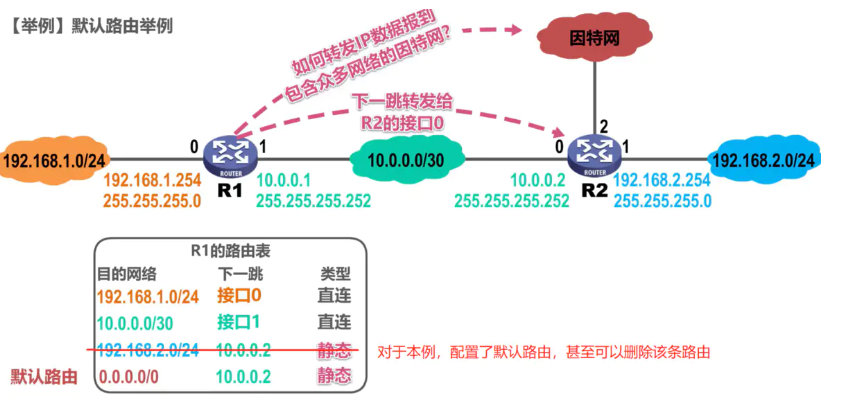 【举例】默认路由举例
如何转发IP数据报到
包含众多网络的因特网？
因特网
下一跳转发给
R2的接口0
2
0
1
0
1
192.168.1.0/24
10.0.0.0/30
192.168.2.0/24
ROUTER
ROUTER
192.168.1.254
255.255.255.0
R1
10.0.0.1
255.255.255.252
10.0.0.2
255.255.255.252
R2
192.168.2.254
255.255.255.0
R1的路由表
目的网络 下一跳 类型
192.168.1.0/24 接口0 直连
10.0.0.0/30 接口1 直连
192.168.2.0/24 10.0.0.2 静态
对于本例，配置了默认路由，甚至可以删除该条路由
默认路由 0.0.0.0/0 10.0.0.2 静态